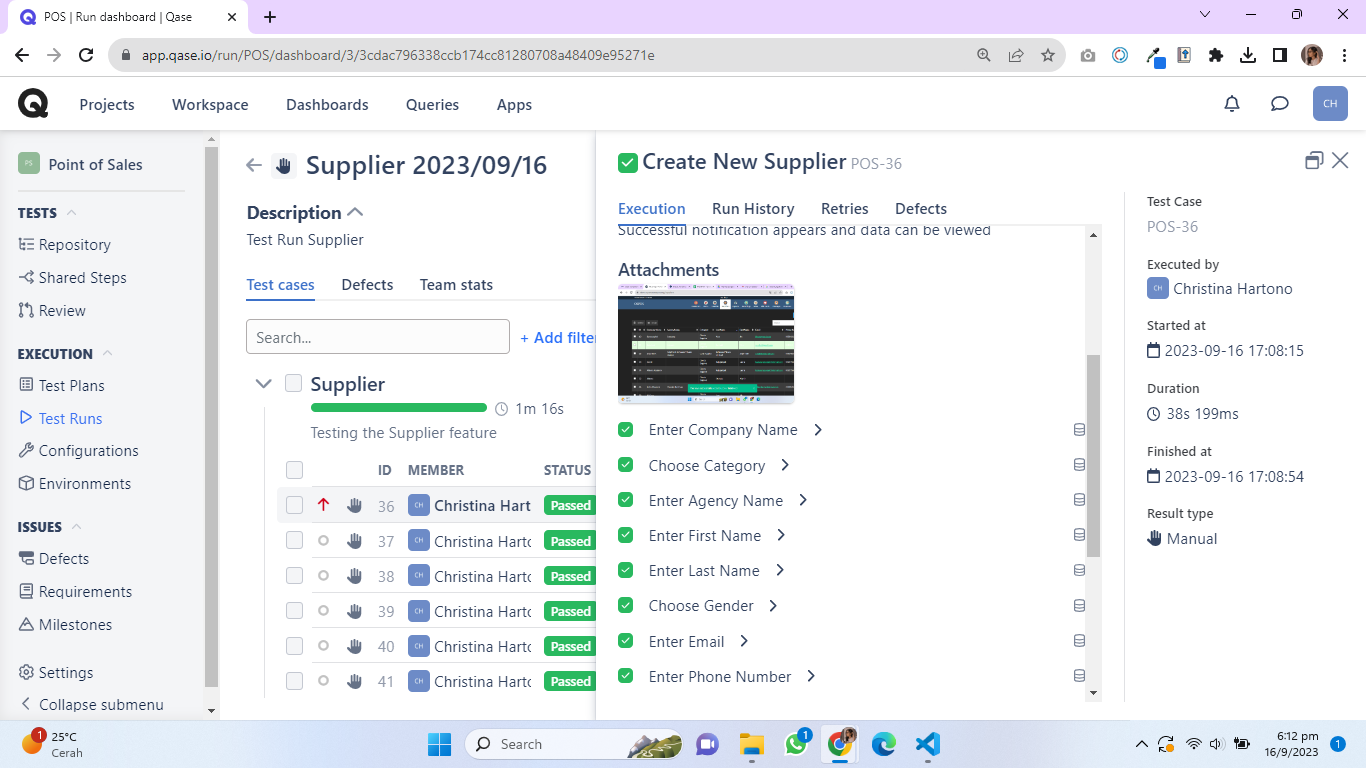 POS | Run dashboard | Qase
app.qase.io/run/POS/dashboard/3/3cdac796338ccb174cc81280708a48409e95271e
Projects
Workspace
Dashboards
Queries
Apps
CH
PS
Point of Sales
TESTS
Repository
Shared Steps
Review
EXECUTION
Test Plans
Test Runs
Configurations
Environments
ISSUES
Defects
Requirements
Milestones
Settings
Collapse submenu
Supplier 2023/09/16
Description
Test Run Supplier
Test cases Defects Team stats
Search... + Add filte
Supplier
1m 16s
Testing the Supplier feature
ID MEMBER STATUS
36 CH Christina Hart Passed
37 CH Christina Harto Passed
38 CH Christina Harto Passed
39 CH Christina Harto Passed
40 CH Christina Harto Passed
41 CH Christina Harto Passed
Create New Supplier POS-36
Execution Run History Retries Defects
Successful notification appears and data can be viewed
Attachments
Enter Company Name
Choose Category
Enter Agency Name
Enter First Name
Enter Last Name
Choose Gender
Enter Email
Enter Phone Number
Test Case
POS-36
Executed by
CH Christina Hartono
Started at
2023-09-16 17:08:15
Duration
38s 199ms
Finished at
2023-09-16 17:08:54
Result type
Manual
1
25°C
Cerah
Search
1
6:12 pm
16/9/2023
1